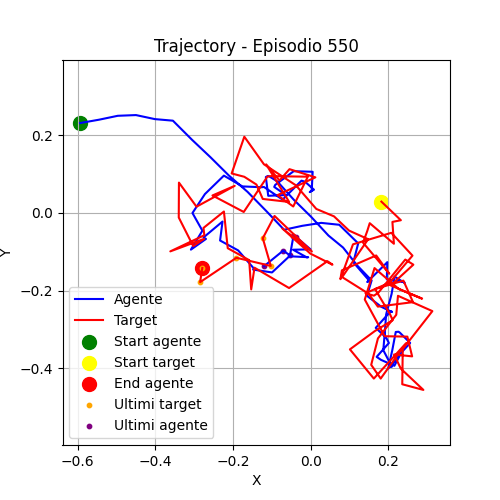 Trajectory - Episodio 550
Y
0.2
0.0
−0.2
−0.4
Agente
Target
Start agente
Start target
End agente
Ultimi target
Ultimi agente
−0.6
−0.4
−0.2
0.0
0.2
X